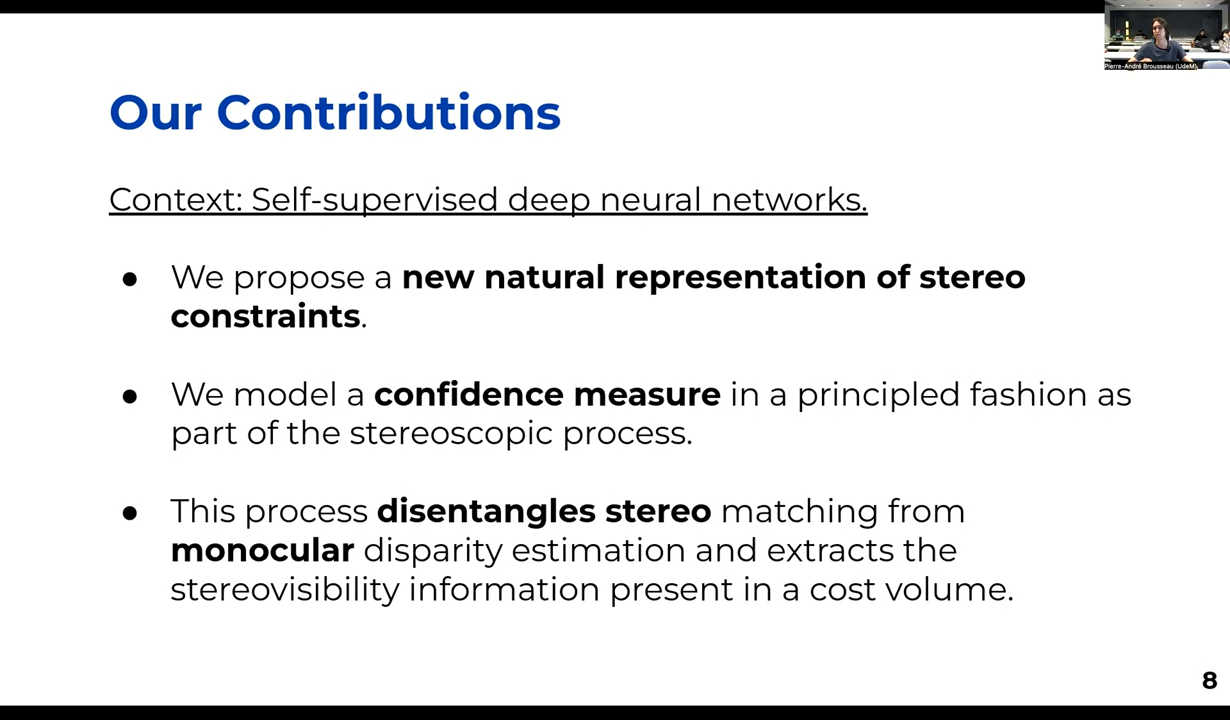 Pierre-André Brousseau (UdeM)
Our Contributions
Context: Self-supervised deep neural networks.
● We propose a new natural representation of stereo
constraints.
● We model a confidence measure in a principled fashion as
part of the stereoscopic process.
● This process disentangles stereo matching from
monocular disparity estimation and extracts the
stereovisibility information present in a cost volume.
8